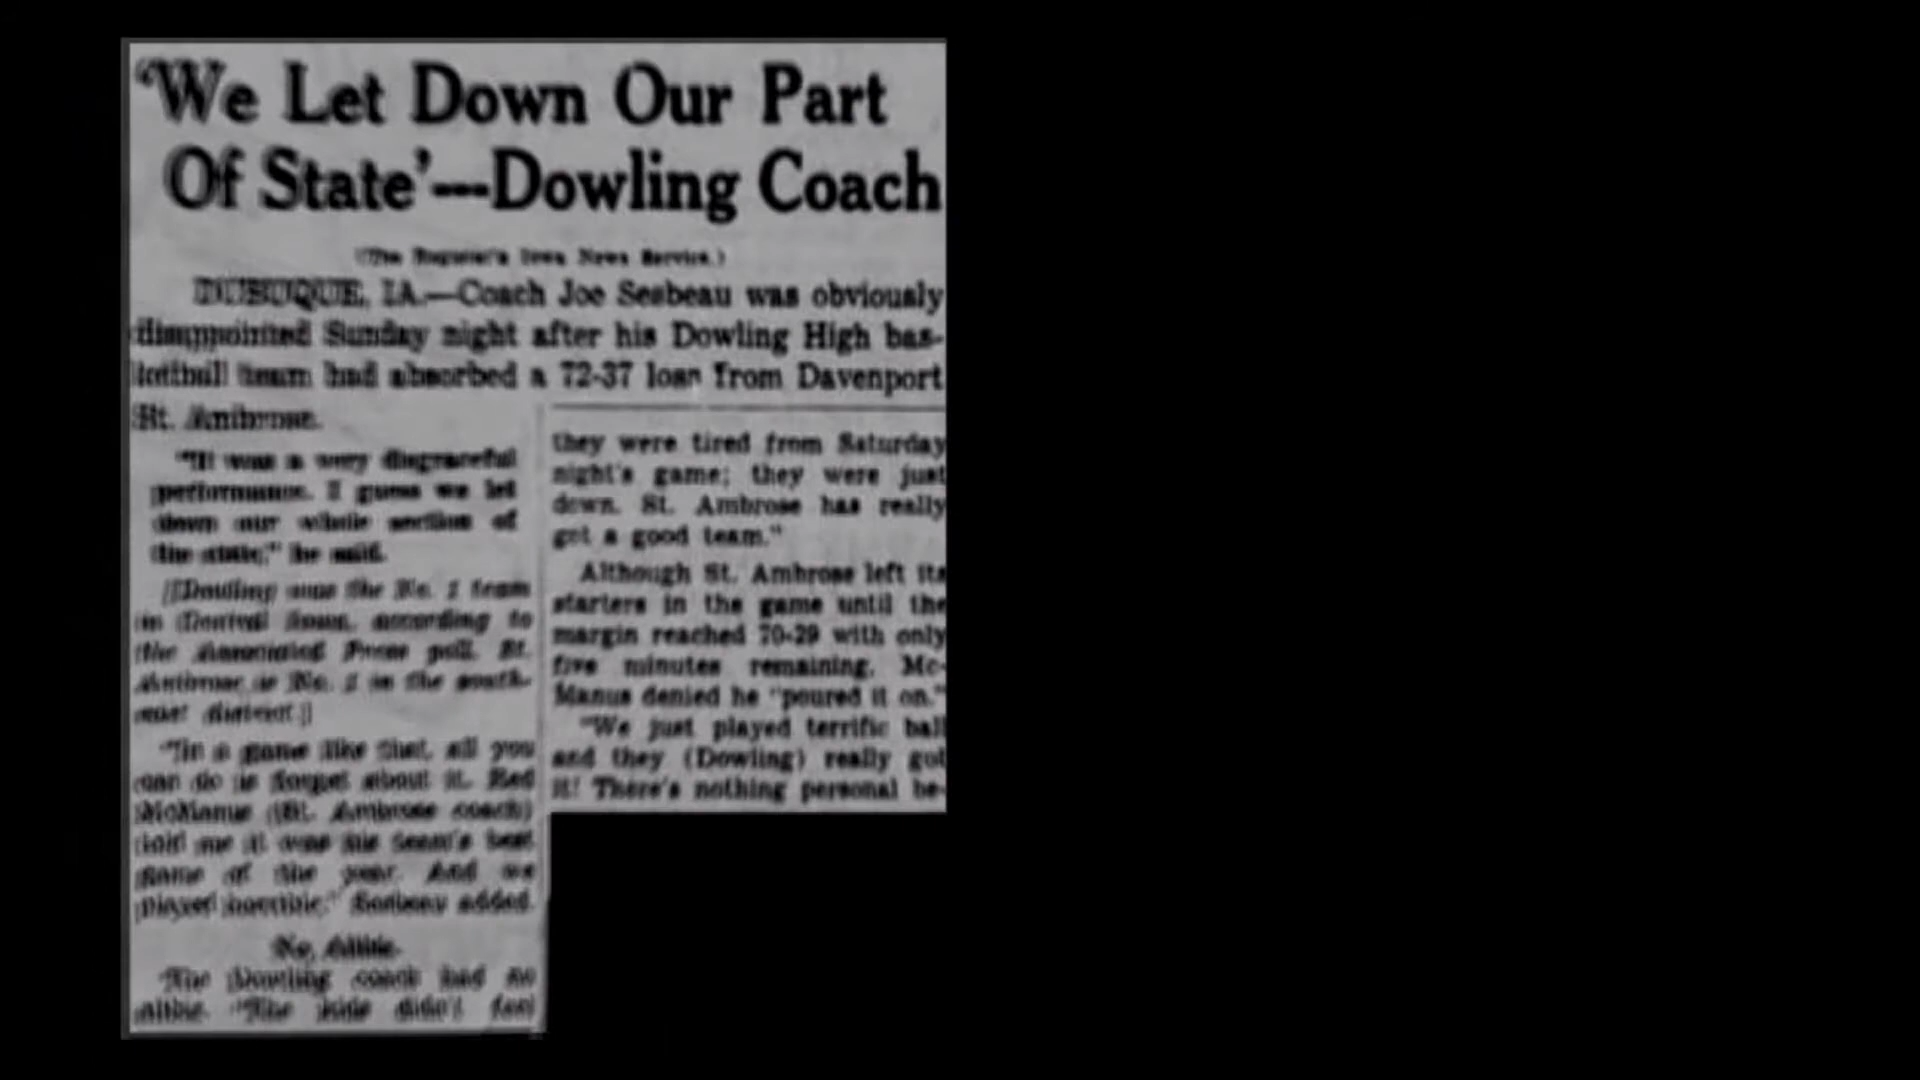 'We Let Down Our Part
Of State'—Dowling Coach
(The Register's Iowa News Service.)
DUBUQUE, IA.—Coach Joe Sesbeau was obviously
disappointed Sunday night after his Dowling High bas-
ketball team had absorbed a 72-37 loss from Davenport
St. Ambrose.
"It was a very disgraceful
performance. I guess we let
down our whole section of
the state," he said.
[Dowling was the No. 1 team
in Central Iowa, according to
the Associated Press poll. St.
Ambrose is No. 1 in the south-
east district.]
"In a game like that, all you
can do is forget about it. Red
McManus (St. Ambrose coach)
told me it was his team's best
game of the year. And we
played horrible," added.
No Alibis
The Dowling coach had no
alibis. "The kids didn't feel
they were tired from Saturday
night's game; they were just
down. St. Ambrose has really
got a good team."
Although St. Ambrose left its
starters in the game until the
margin reached 70-29 with only
five minutes remaining, Mc-
Manus denied he "poured it on."
"We just played terrific ball
and they (Dowling) really got
it! There's nothing personal be-